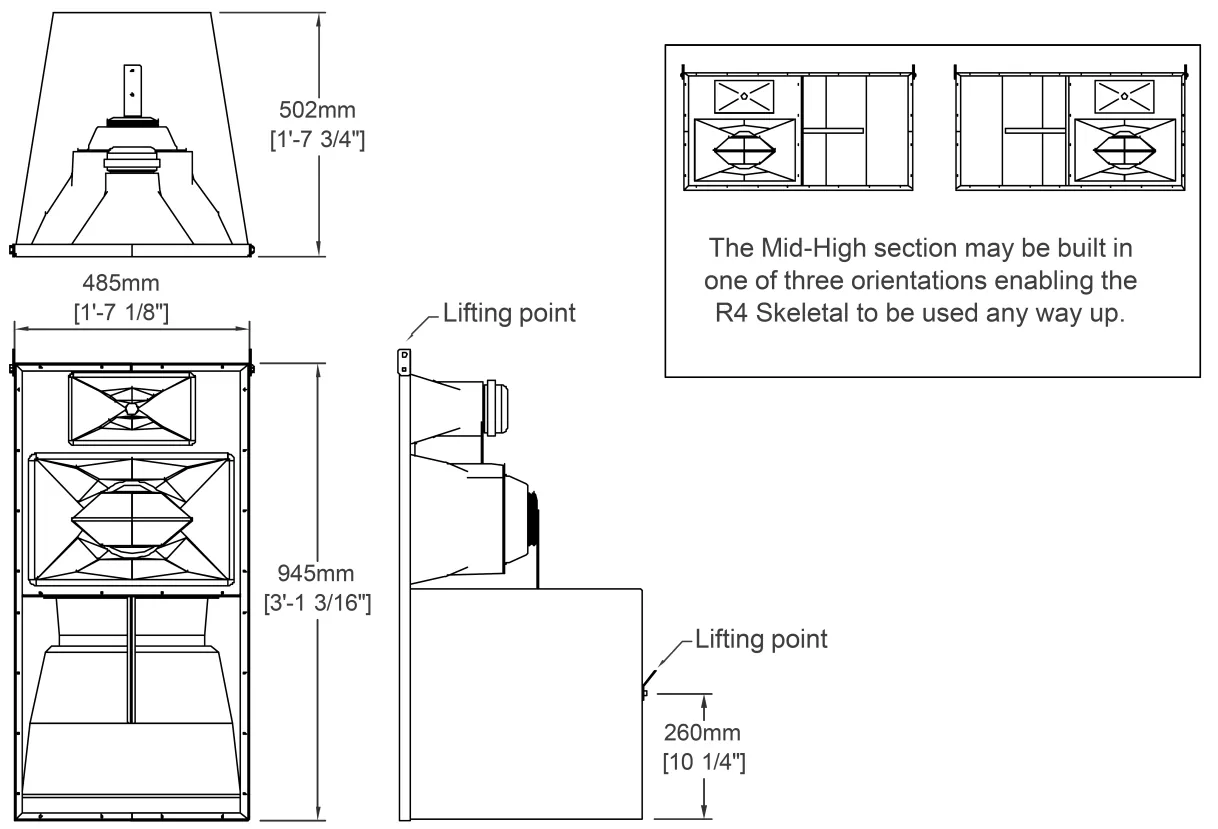 502mm
[1'-7 3/4"]
485mm
[1'-7 1/8"]
The Mid-High section may be built in
one of three orientations enabling the
R4 Skeletal to be used any way up.
Lifting point
945mm
[3'-1 3/16"]
Lifting point
260mm
[10 1/4"]